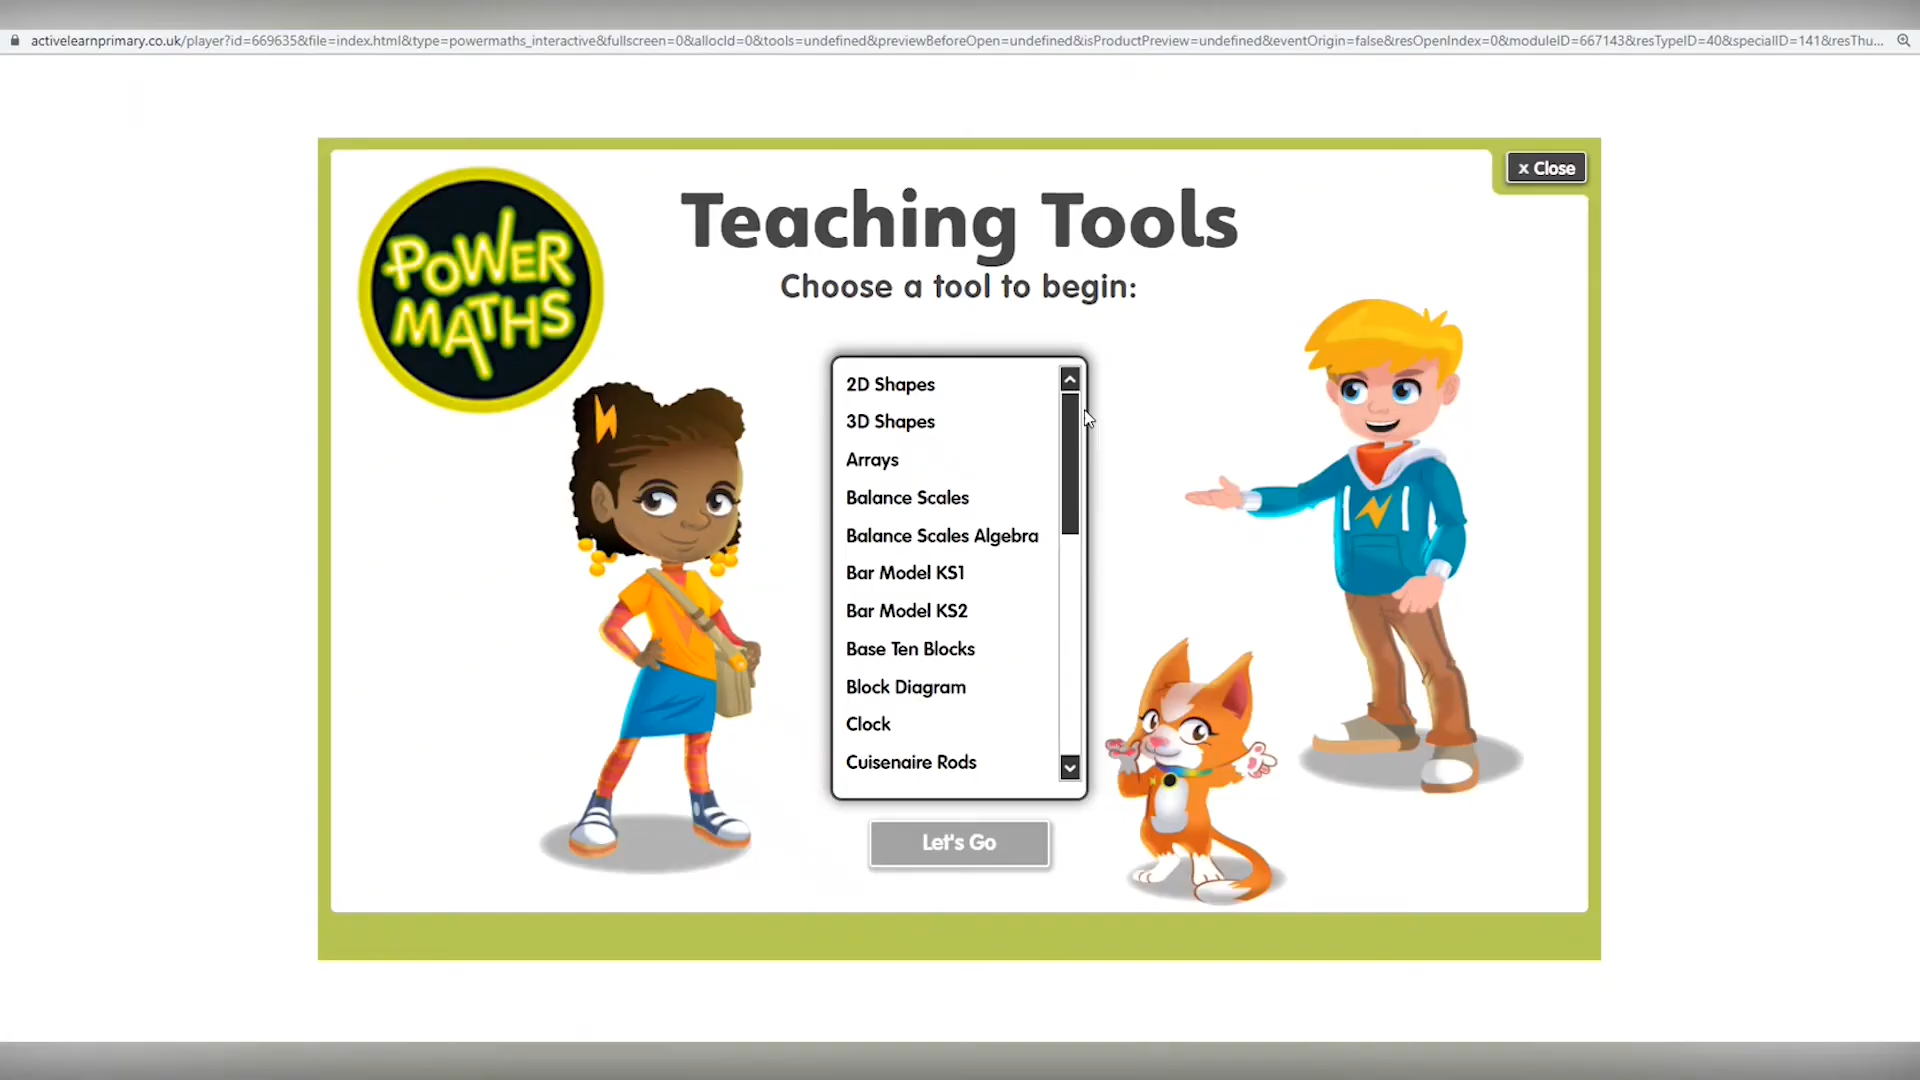 activelearnprimary.co.uk/player?id=669635&file=index.html&type=powermaths_interactive&fullscreen=0&allocId=0&tools=undefined&previewBeforeOpen=undefined&isProductPreview=undefined&eventOrigin=false&resOpenIndex=0&moduleID=667143&resTypeID=40&specialID=141&resThu...
x Close
POWER
MATHS
Teaching Tools
Choose a tool to begin:
2D Shapes
3D Shapes
Arrays
Balance Scales
Balance Scales Algebra
Bar Model KS1
Bar Model KS2
Base Ten Blocks
Block Diagram
Clock
Cuisenaire Rods
Let's Go